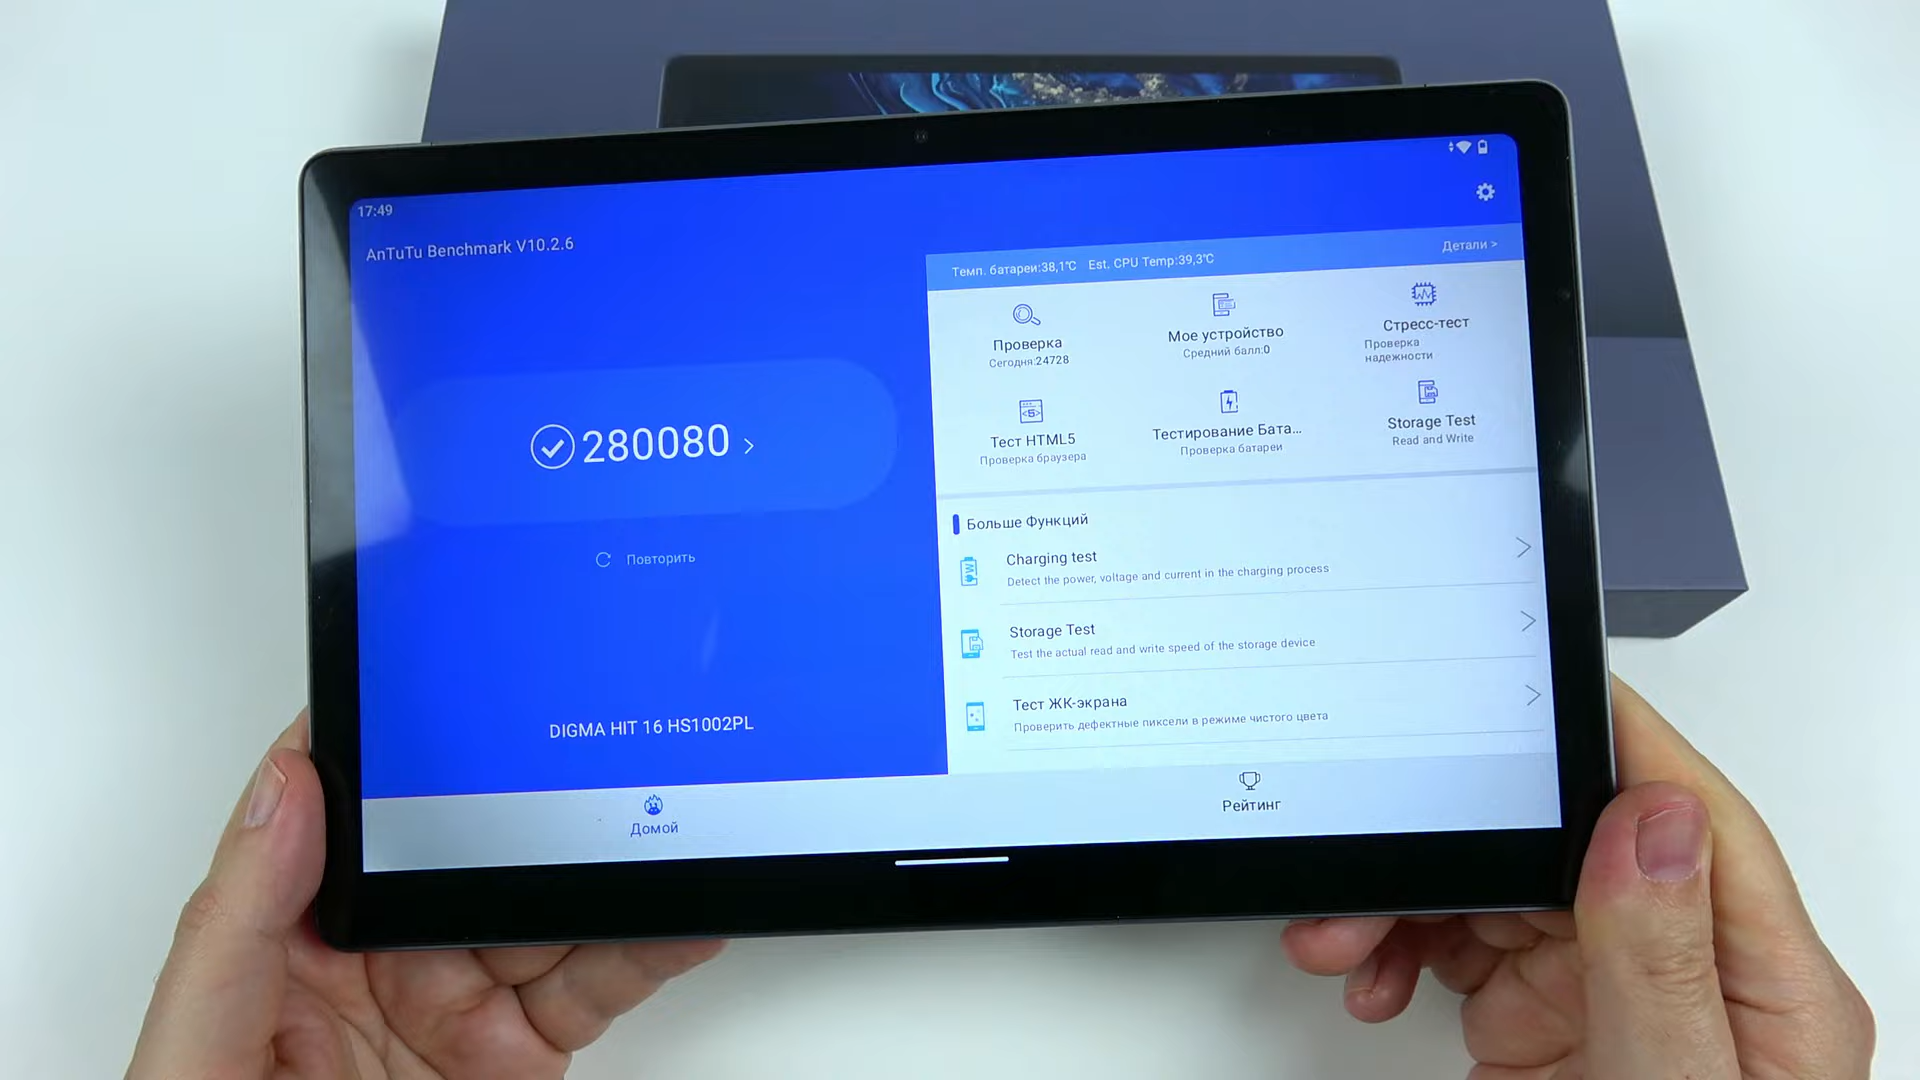 17:49
AnTuTu Benchmark V10.2.6
280080
Повторить
DIGMA HIT 16 HS1002PL
Темп. батареи:38,1℃ Est. CPU Temp:39,3℃
Детали >
Проверка
Сегодня:24728
Мое устройство
Средний балл:0
Стресс-тест
Проверка
надежности
Тест HTML5
Проверка браузера
Тестирование Бата...
Проверка батареи
Storage Test
Read and Write
Больше Функций
Charging test
Detect the power, voltage and current in the charging process
Storage Test
Test the actual read and write speed of the storage device
Тест ЖК-экрана
Проверить дефектные пиксели в режиме чистого цвета
Домой
Рейтинг